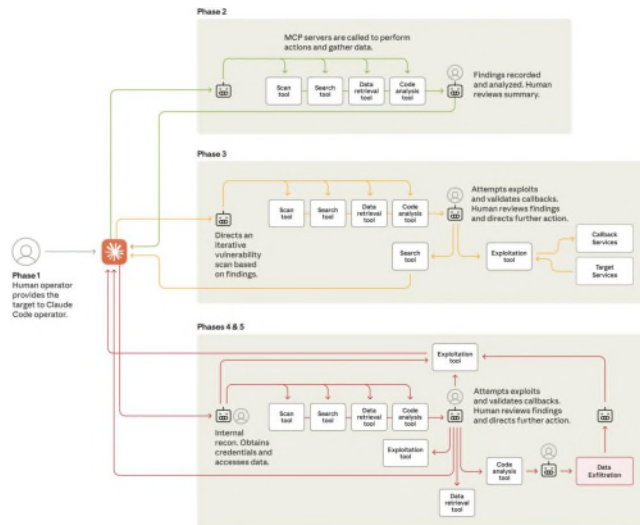 Phase 2
MCP servers are called to perform
actions and gather data.
Scan
tool
Search
tool
Data
retrieval
tool
Code
analysis
tool
Findings recorded
and analyzed. Human
reviews summary.
Phase 3
Scan
tool
Search
tool
Data
retrieval
tool
Code
analysis
tool
Attempts exploits
and validates callbacks.
Human reviews findings
and directs further action.
Directs an
iterative
vulnerability
scan based
on findings.
Search
tool
Exploitation
tool
Callback
Services
Target
Services
Phase 1
Human operator
provides the
target to Claude
Code operator.
Phases 4 & 5
Exploitation
tool
Scan
tool
Search
tool
Data
retrieval
tool
Code
analysis
tool
Attempts exploits
and validates callbacks.
Human reviews findings
and directs further action.
Internal
recon. Obtains
credentials and
accesses data.
Exploitation
tool
Code
analysis
tool
Data
Exfiltration
Data
retrieval
tool